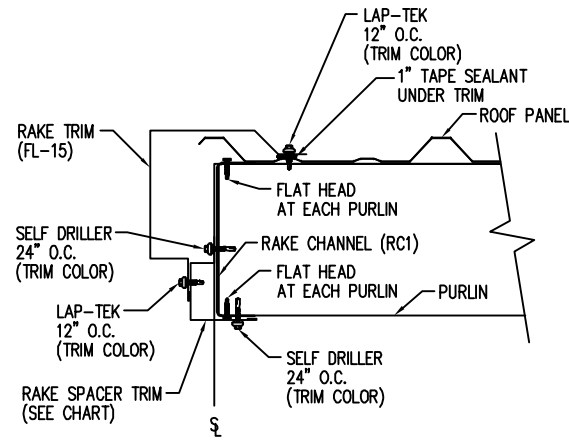 LAP-TEK
12" O.C.
(TRIM COLOR)
1" TAPE SEALANT
UNDER TRIM
ROOF PANEL
RAKE TRIM
(FL-15)
FLAT HEAD
AT EACH PURLIN
SELF DRILLER
24" O.C.
(TRIM COLOR)
RAKE CHANNEL (RC1)
FLAT HEAD
AT EACH PURLIN
PURLIN
LAP-TEK
12" O.C.
(TRIM COLOR)
SELF DRILLER
24" O.C.
(TRIM COLOR)
RAKE SPACER TRIM
(SEE CHART)